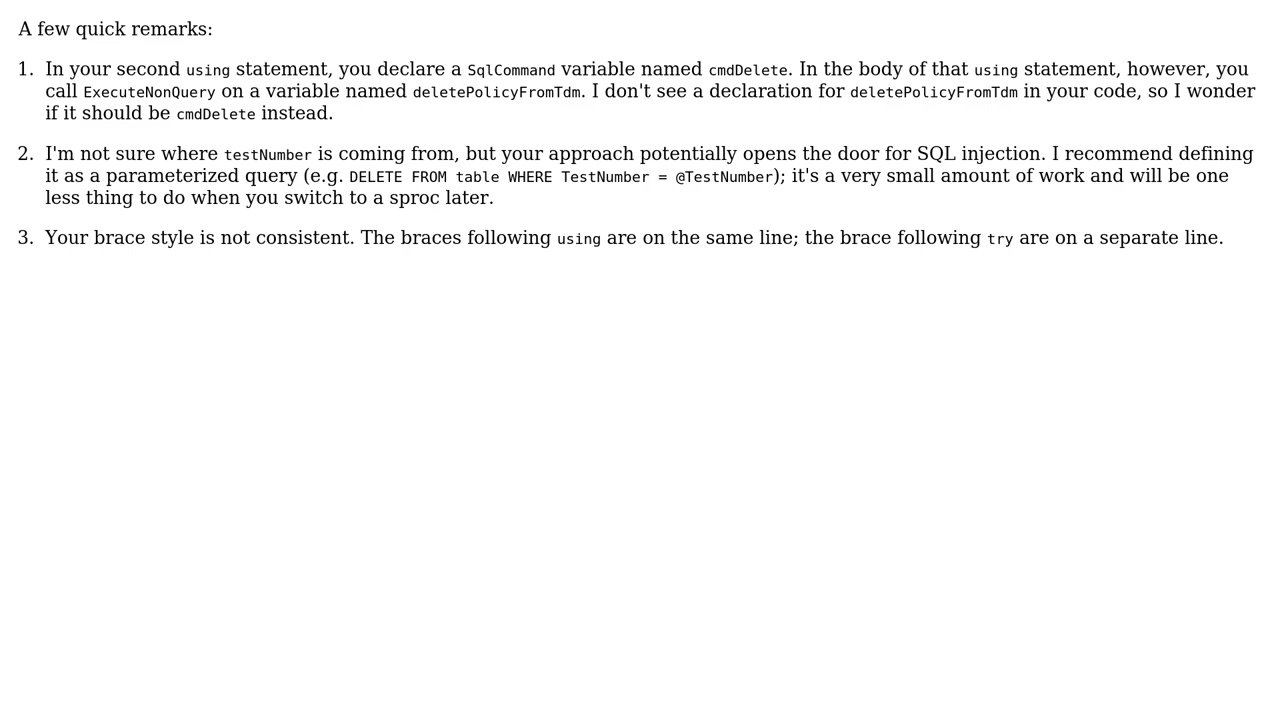 A few quick remarks:
1. In your second using statement, you declare a SqlCommand variable named cmdDelete. In the body of that using statement, however, you
call ExecuteNonQuery on a variable named deletePolicyFromTdm. I don't see a declaration for deletePolicyFromTdm in your code, so I wonder
if it should be cmdDelete instead.
2. I'm not sure where testNumber is coming from, but your approach potentially opens the door for SQL injection. I recommend defining
it as a parameterized query (e.g. DELETE FROM table WHERE TestNumber = @TestNumber); it's a very small amount of work and will be one
less thing to do when you switch to a sproc later.
3. Your brace style is not consistent. The braces following using are on the same line; the brace following try are on a separate line.